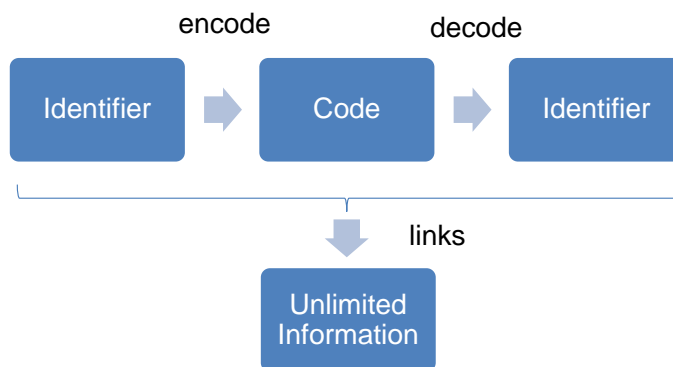 encode
decode
Identifier
Code
Identifier
links
Unlimited
Information